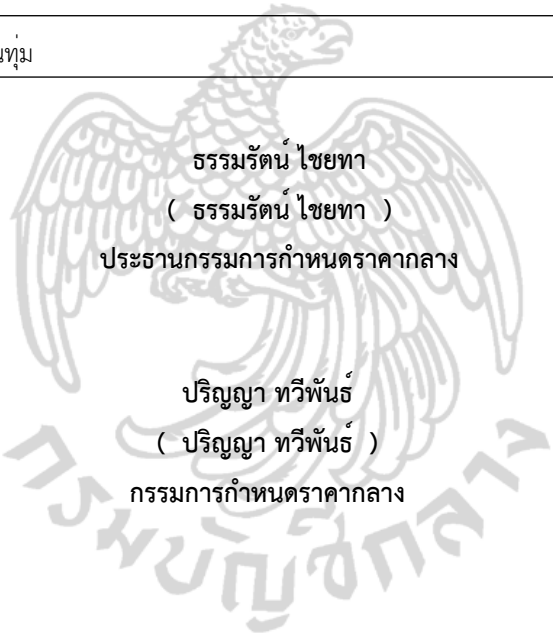 ธรรมรัตน์ ไชยทา
( ธรรมรัตน์ ไชยทา )
ประธานกรรมการกำหนดราคากลาง
ปริญญา ทวีพันธ์
( ปริญญา ทวีพันธ์ )
กรรมการกำหนดราคากลาง
กรมบัญชีกลาง